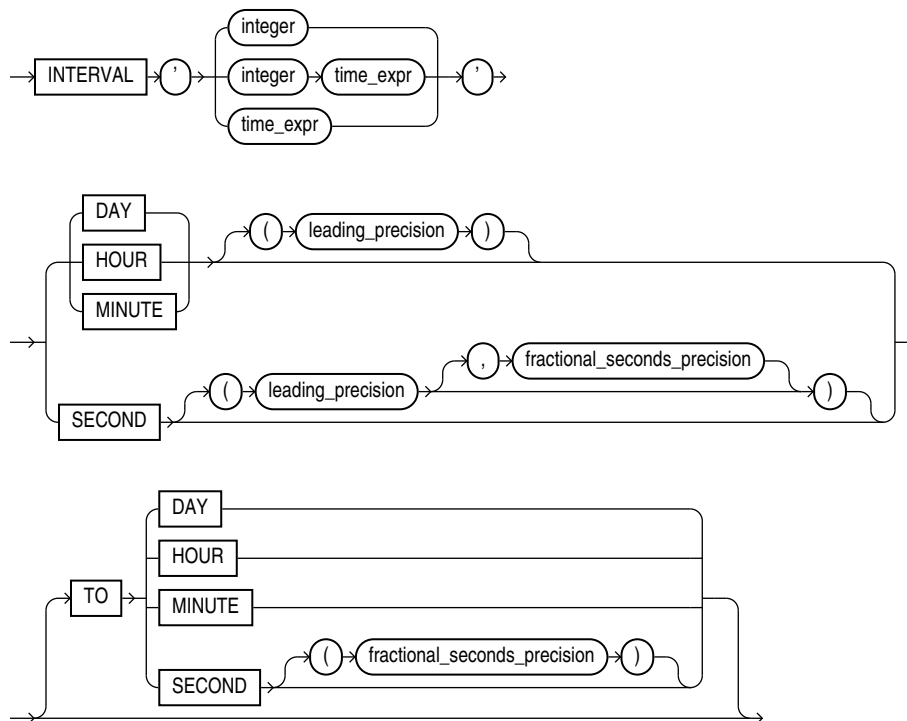 integer
INTERVAL ' integer time_expr '
time_expr
DAY
( leading_precision )
HOUR
MINUTE
, fractional_seconds_precision
( leading_precision )
SECOND
DAY
HOUR
TO MINUTE
( fractional_seconds_precision )
SECOND